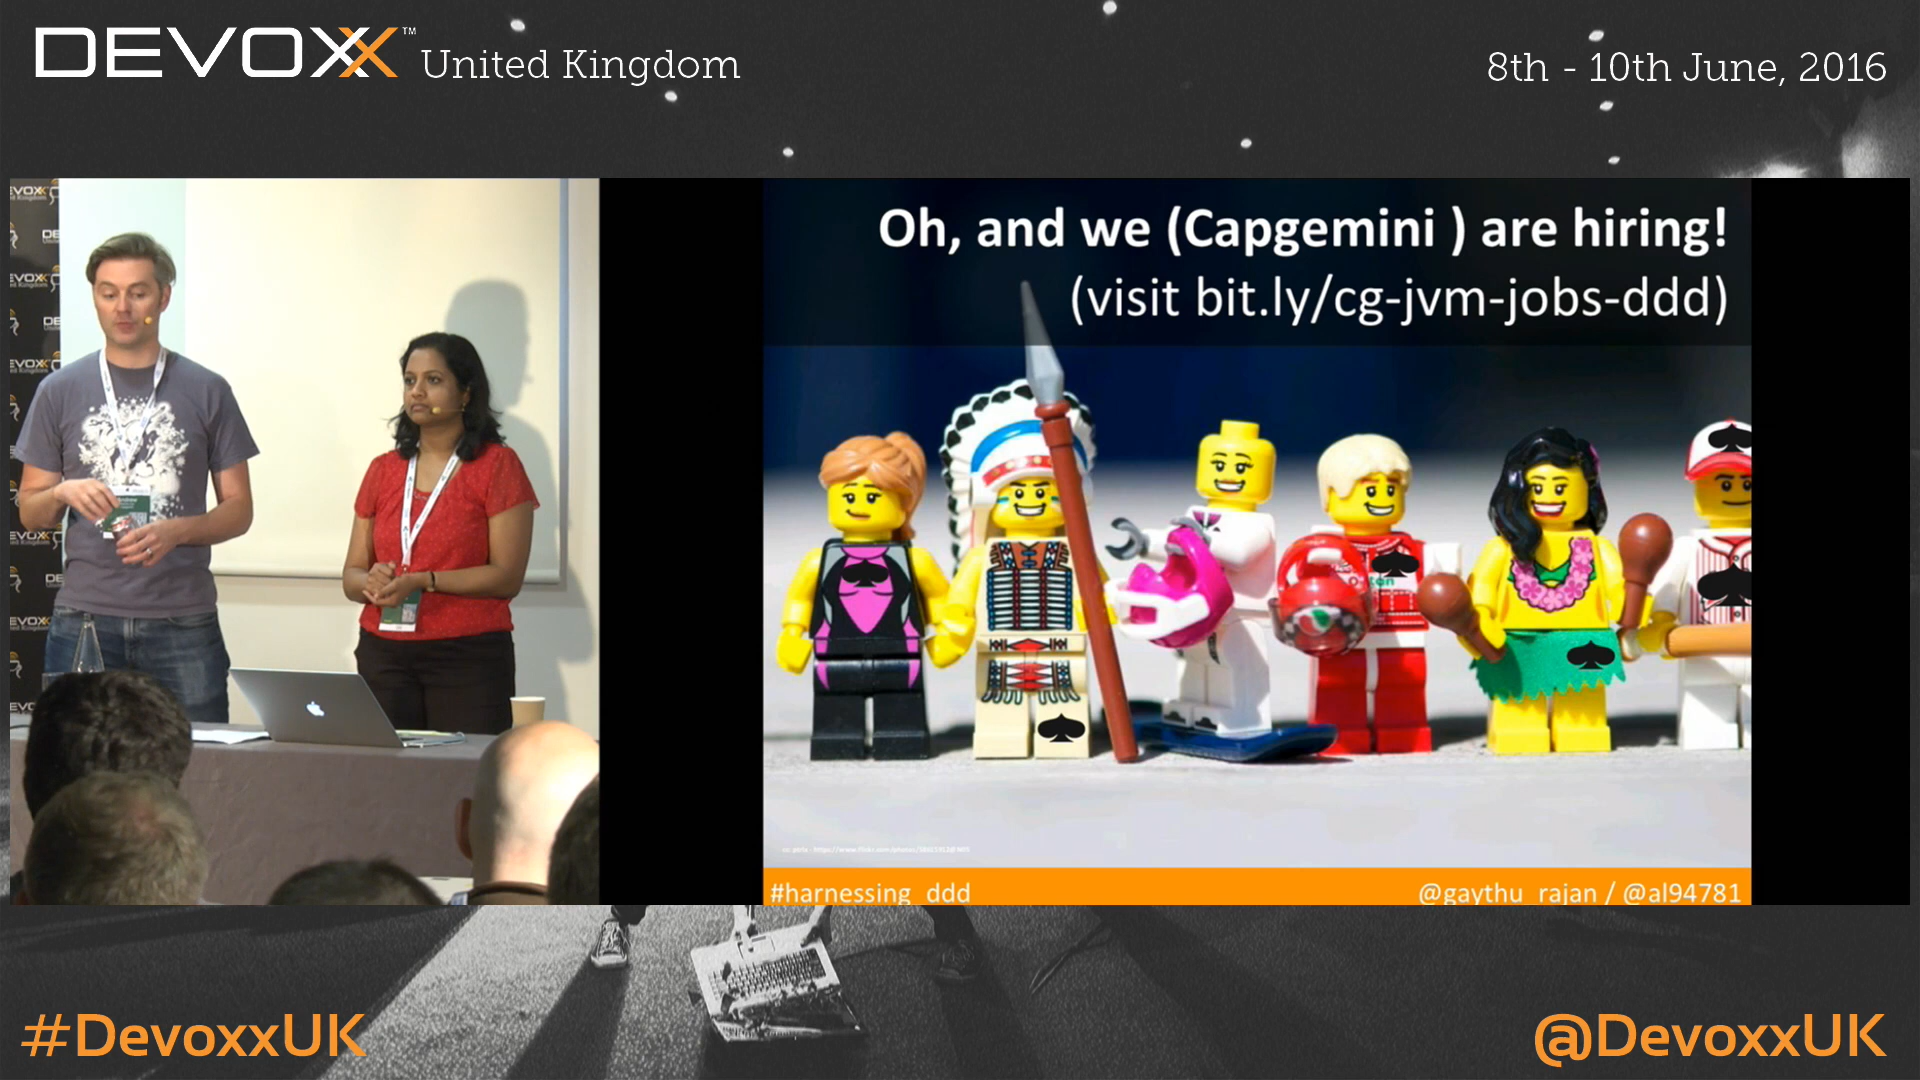 DEVOXX™ United Kingdom
8th - 10th June, 2016
Oh, and we (Capgemini ) are hiring!
(visit bit.ly/cg-jvm-jobs-ddd)
#harnessing_ddd
@gaythu_rajan / @al94781
#DevoxxUK
@DevoxxUK